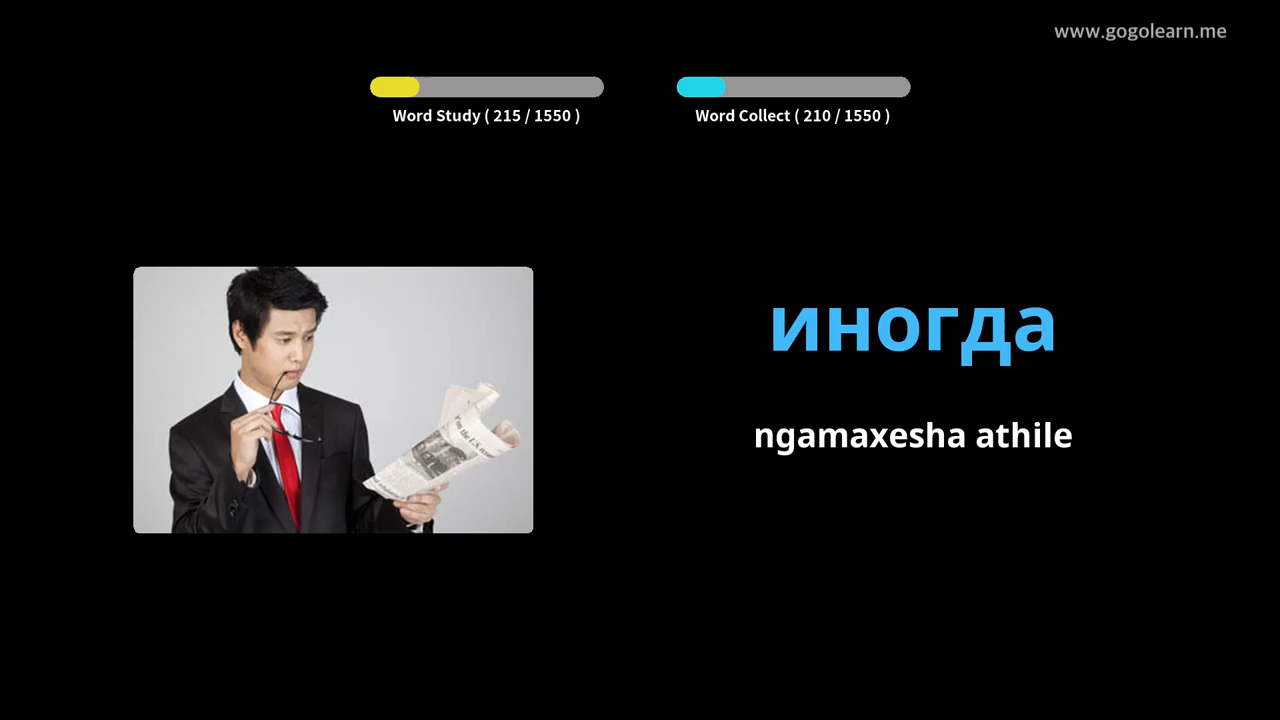 www.gogolearn.me
Word Study ( 215 / 1550 )
Word Collect ( 210 / 1550 )
иногда
ngamaxesha athile